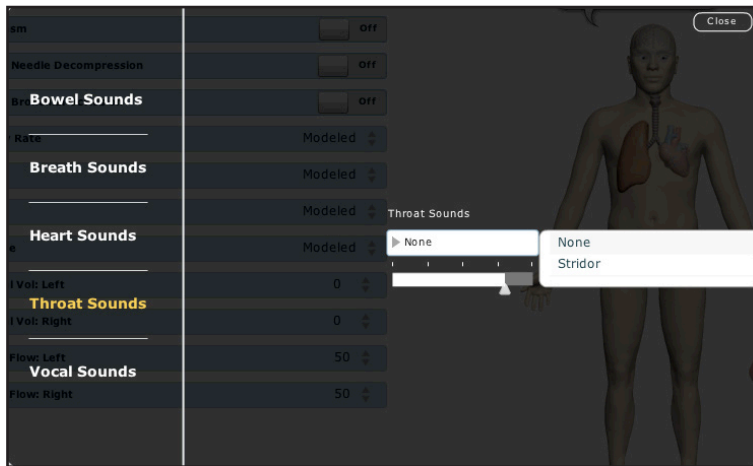 Close
sm Off
Needle Decompression Off
Bro Off
Bowel Sounds
Rate Modeled
Breath Sounds
Modeled
Modeled
Heart Sounds
Modeled
Throat Sounds
None
None
Stridor
Vol: Left 0
Throat Sounds
Vol: Right 0
Flow: Left 50
Vocal Sounds
Flow: Right 50